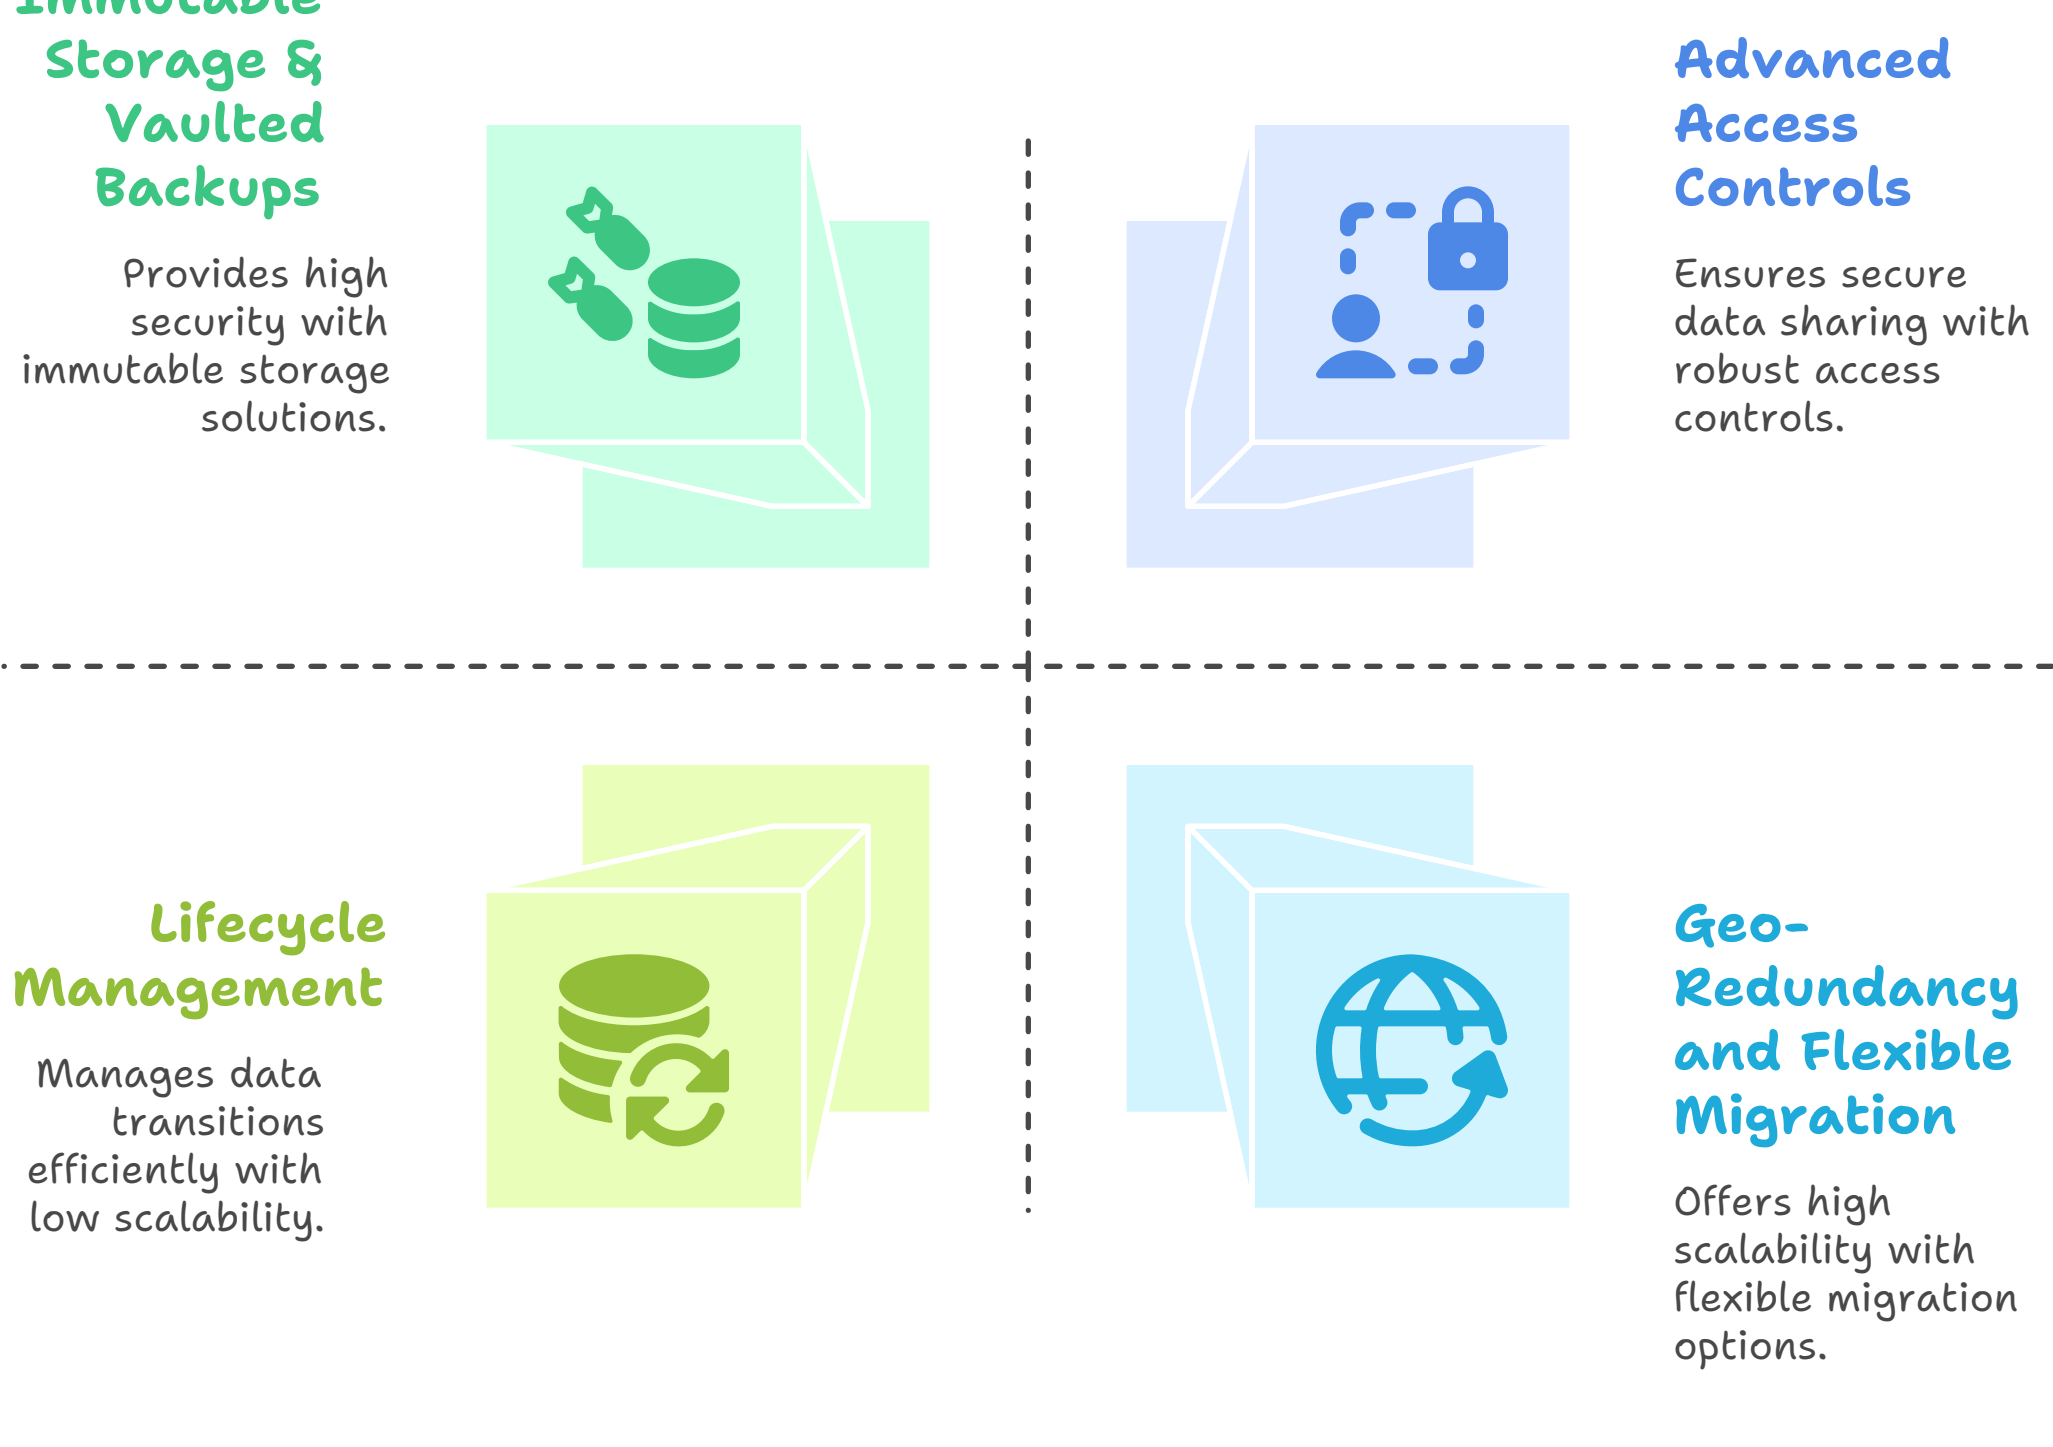 Immutable
Storage &
Vaulted
Backups
Provides high
security with
immutable storage
solutions.
Advanced
Access
Controls
Ensures secure
data sharing with
robust access
controls.
Lifecycle
Management
Manages data
transitions
efficiently with
low scalability.
Geo-
Redundancy
and Flexible
Migration
Offers high
scalability with
flexible migration
options.